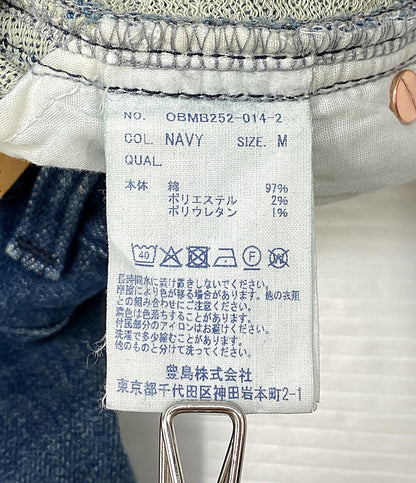 NO. OBMB252-014-2
COL. NAVY SIZE. M
QUAL.
本体 綿 97%
ポリエステル 2%
ポリウレタン 1%
40 F W
長時間水に漬け置きしないでください。
摩擦により色が移る場合があり、他の衣類
との組み合わせにご注意ください。
濃色は色落ちすることがあります。
付属部分のアイロンはお避けください。
洗濯で多少縮むことがあります。
他のものと分けて洗ってください。
豊島株式会社
東京都千代田区神田岩本町2-1